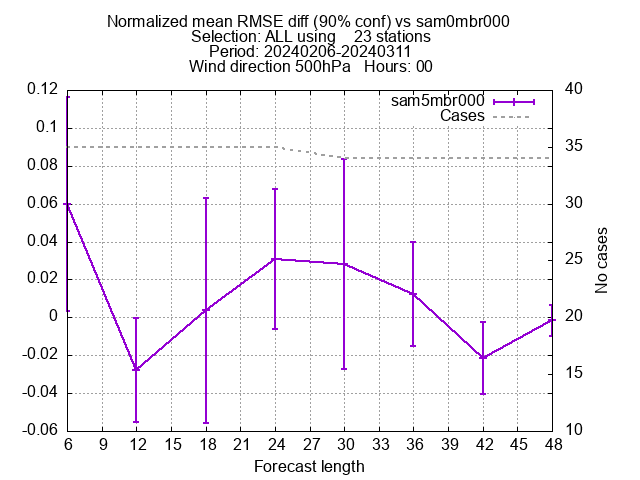 Normalized mean RMSE diff (90% conf) vs sam0mbr000
Selection: ALL using    23 stations
Period: 20240206-20240311
Wind direction 500hPa   Hours: 00
sam5mbr000
Cases
0.12
0.1
0.08
0.06
0.04
0.02
0
-0.02
-0.04
-0.06
40
35
30
25
20
15
10
No cases
6 9 12 15 18 21 24 27 30 33 36 39 42 45 48
Forecast length